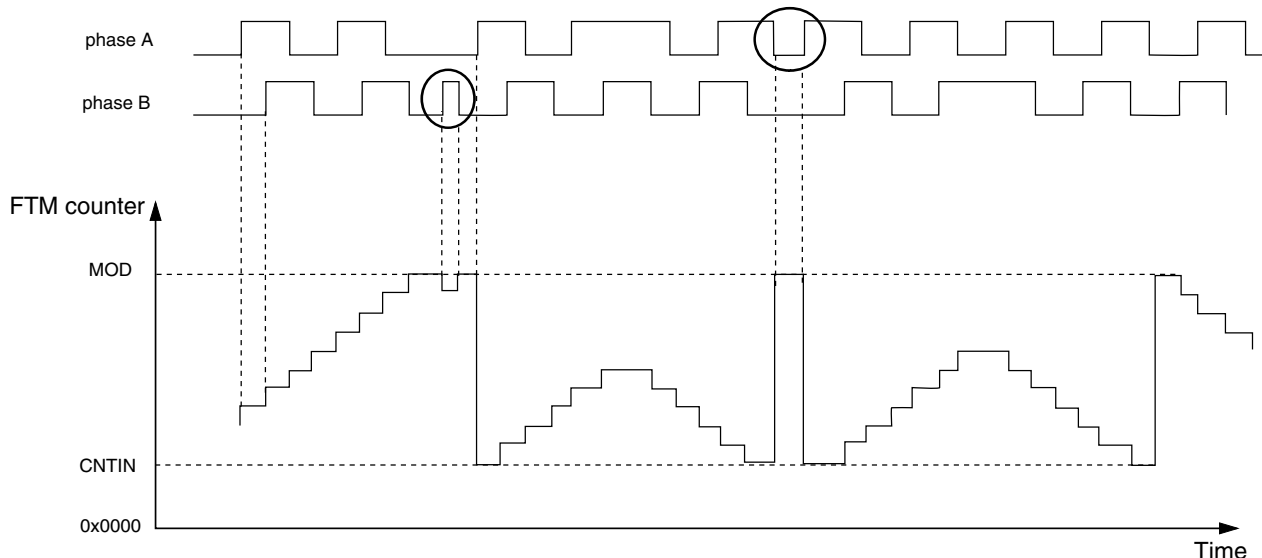 phase A
phase B
FTM counter
MOD
CNTIN
0x0000
Time